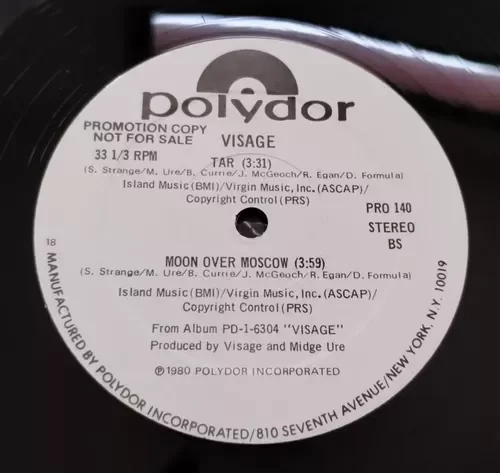 polydor
PROMOTION COPY
NOT FOR SALE
VISAGE
33 1/3 RPM
TAR (3:31)
(S. Strange/M. Ure/B. Currie/J. McGeoch/R. Egan/D. Formula)
Island Music (BMI)/Virgin Music, Inc. (ASCAP)/
Copyright Control (PRS)
PRO 140
STEREO
BS
MOON OVER MOSCOW (3:59)
(S. Strange/M. Ure/B. Currie/J. McGeoch/R. Egan/D. Formula)
Island Music (BMI)/Virgin Music, Inc. (ASCAP)/
Copyright Control (PRS)
From Album PD-1-6304 "VISAGE"
Produced by Visage and Midge Ure
℗1980 POLYDOR INCORPORATED
18
MANUFACTURED BY POLYDOR INCORPORATED/810 SEVENTH AVENUE/NEW YORK, N.Y. 10019